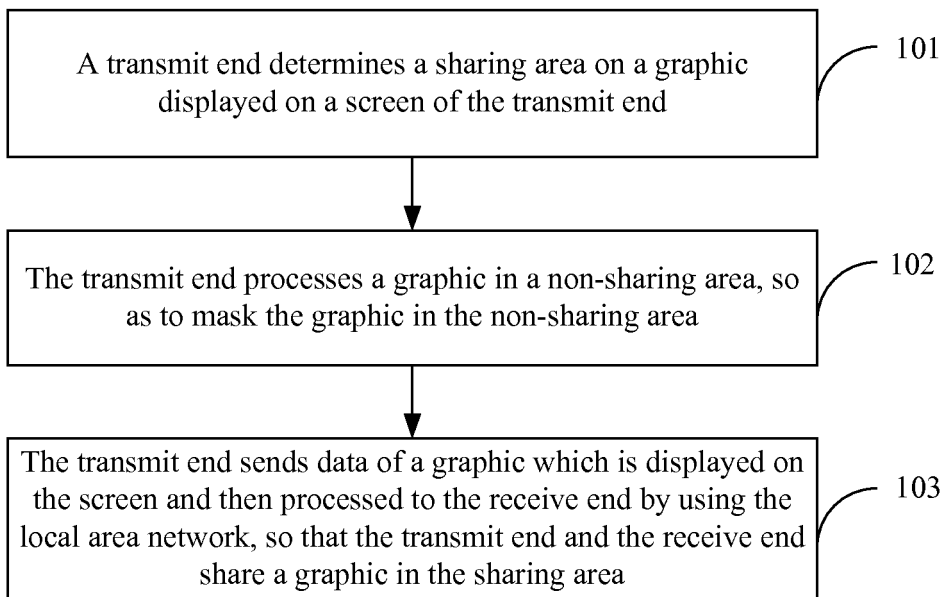 A transmit end determines a sharing area on a graphic
displayed on a screen of the transmit end
101
The transmit end processes a graphic in a non-sharing area, so
as to mask the graphic in the non-sharing area
102
The transmit end sends data of a graphic which is displayed on
the screen and then processed to the receive end by using the
local area network, so that the transmit end and the receive end
share a graphic in the sharing area
103